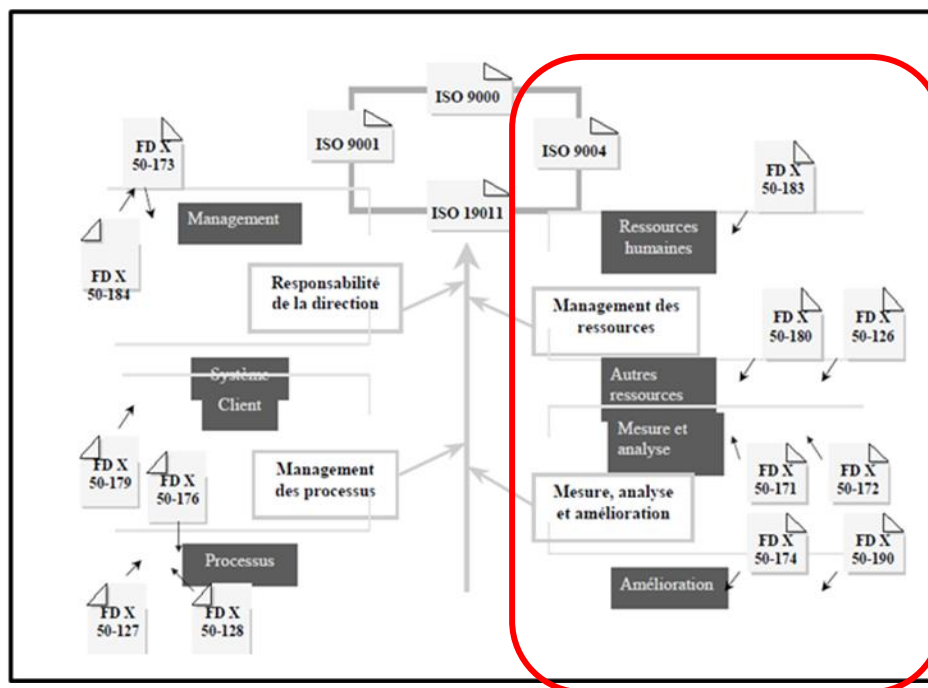 ISO 9000
ISO 9001
ISO 9004
ISO 19011
FD X
50-173
Management
FD X
50-184
Responsabilité
de la direction
Système
Client
FD X
50-179
FD X
50-176
Management
des processus
Processus
FD X
50-127
FD X
50-128
FD X
50-183
Ressources
humaines
Management des
ressources
FD X
50-180
FD X
50-126
Autres
ressources
Mesure et
analyse
FD X
50-171
FD X
50-172
Mesure, analyse
et amélioration
FD X
50-174
FD X
50-190
Amélioration